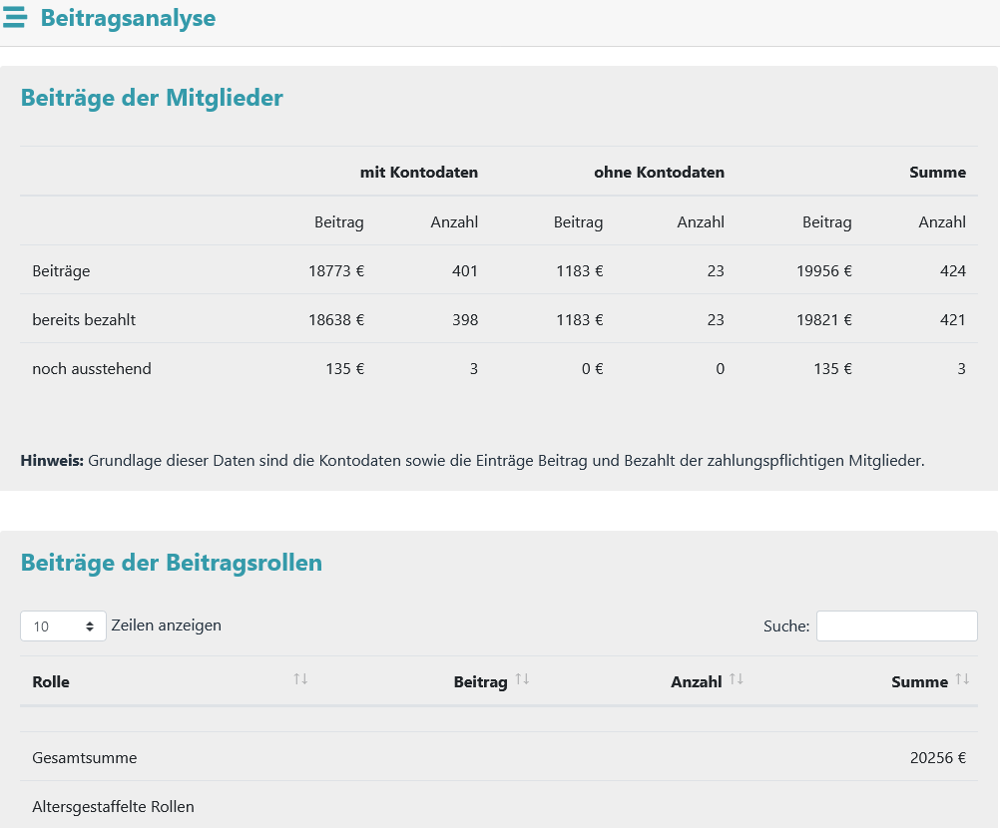 Beitragsanalyse
Beiträge der Mitglieder
mit Kontodaten ohne Kontodaten Summe
Beitrag Anzahl Beitrag Anzahl Beitrag Anzahl
Beiträge 18773 € 401 1183 € 23 19956 € 424
bereits bezahlt 18638 € 398 1183 € 23 19821 € 421
noch ausstehend 135 € 3 0 € 0 135 € 3
Hinweis: Grundlage dieser Daten sind die Kontodaten sowie die Einträge Beitrag und Bezahlt der zahlungspflichtigen Mitglieder.
Beiträge der Beitragsrollen
10 Zeilen anzeigen Suche:
Rolle Beitrag Anzahl Summe
Gesamtsumme 20256 €
Altersgestaffelte Rollen